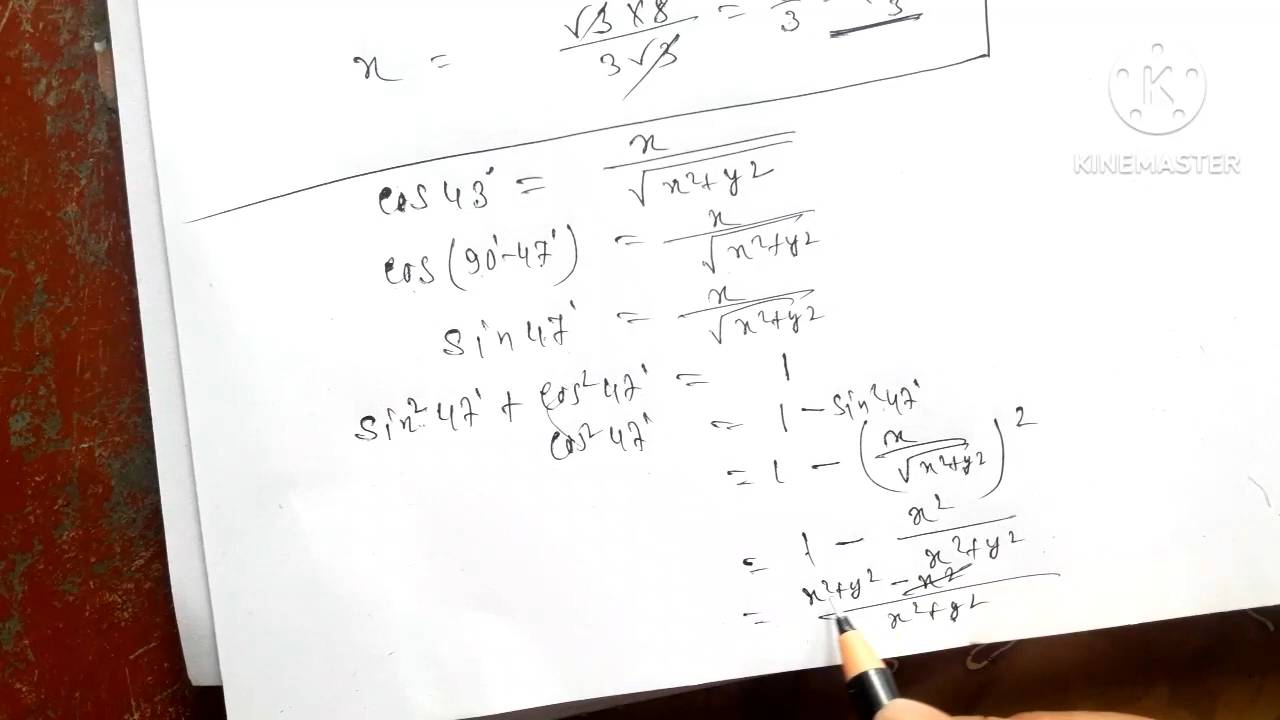 x = √3 × 8 / 3√3 = / 3
K
KINEMASTER
cos 43° = x / √x²+y²
cos (90°-47°) = x / √x²+y²
sin 47° = x / √x²+y²
sin² 47° + cos² 47° = 1
cos² 47° = 1 - sin² 47°
= 1 - (x / √x²+y²)²
= 1 - x² / x²+y²
= x²+y² - x² / x²+y²